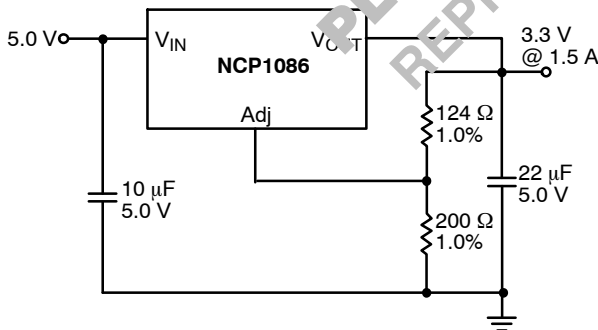 5.0 V
VIN
VOUT
3.3 V
@ 1.5 A
NCP1086
Adj
124 Ω
1.0%
10 μF
5.0 V
22 μF
5.0 V
200 Ω
1.0%